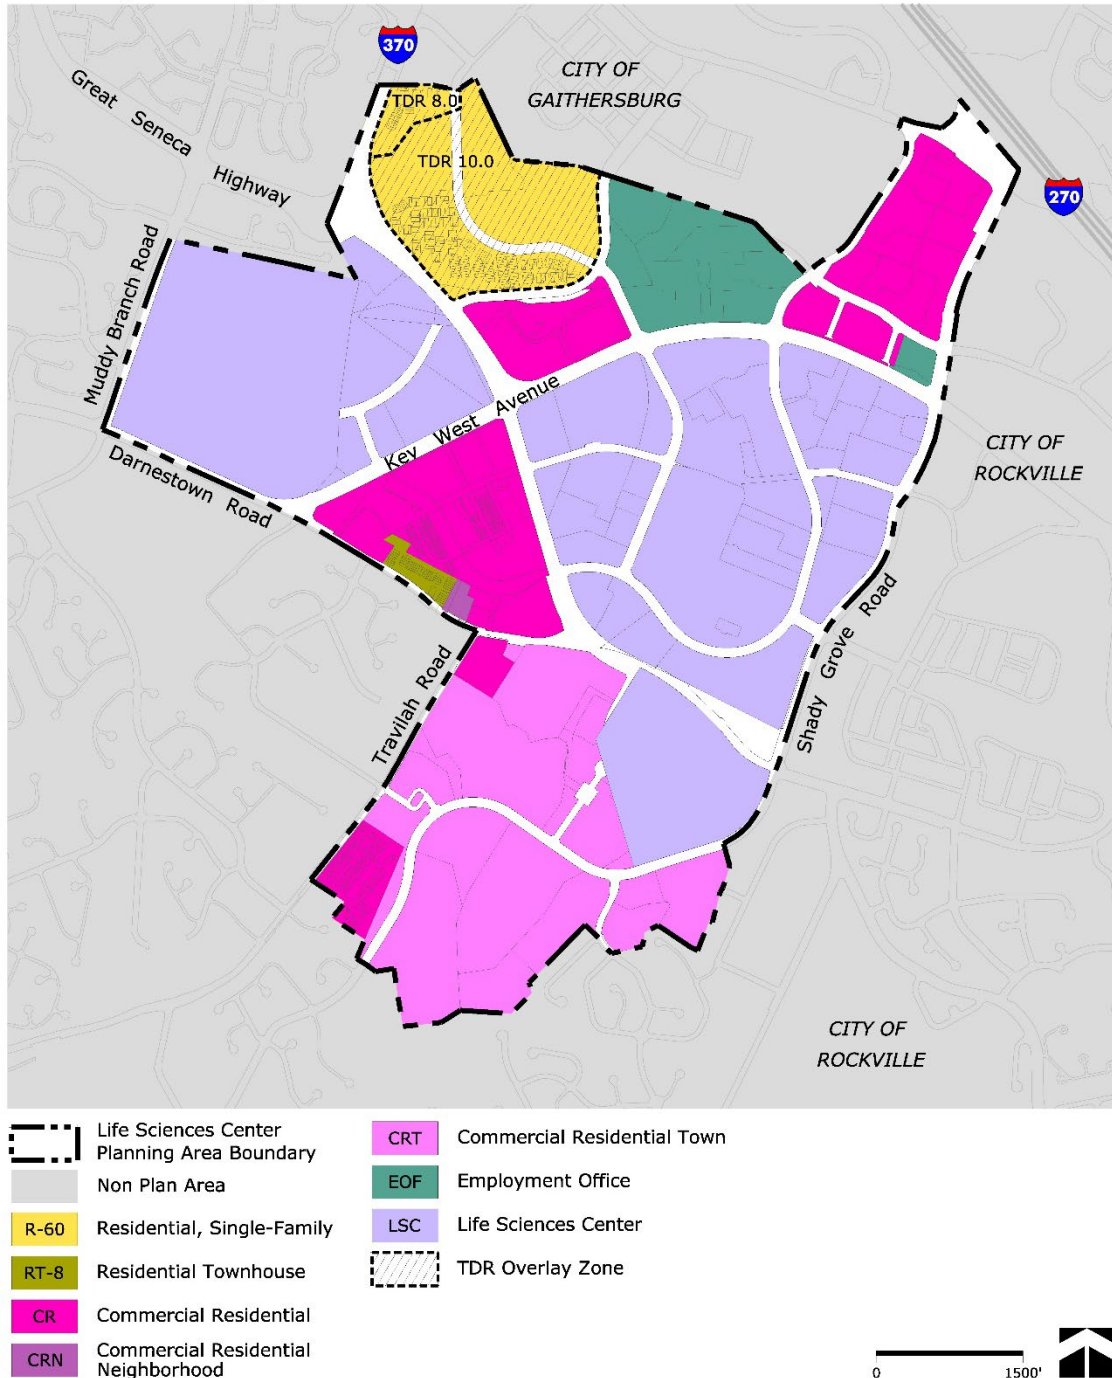 370
CITY OF
GAITHERSBURG
TDR 8.0
TDR 10.0
Great Seneca
Highway
270
Muddy Branch Road
Key West Avenue
CITY OF
ROCKVILLE
Darnestown Road
Shady Grove Road
Travilah Road
CITY OF
ROCKVILLE
Life Sciences Center
Planning Area Boundary
Non Plan Area
R-60 Residential, Single-Family
RT-8 Residential Townhouse
CR Commercial Residential
CRN Commercial Residential
Neighborhood
CRT Commercial Residential Town
EOF Employment Office
LSC Life Sciences Center
TDR Overlay Zone
0 1500'